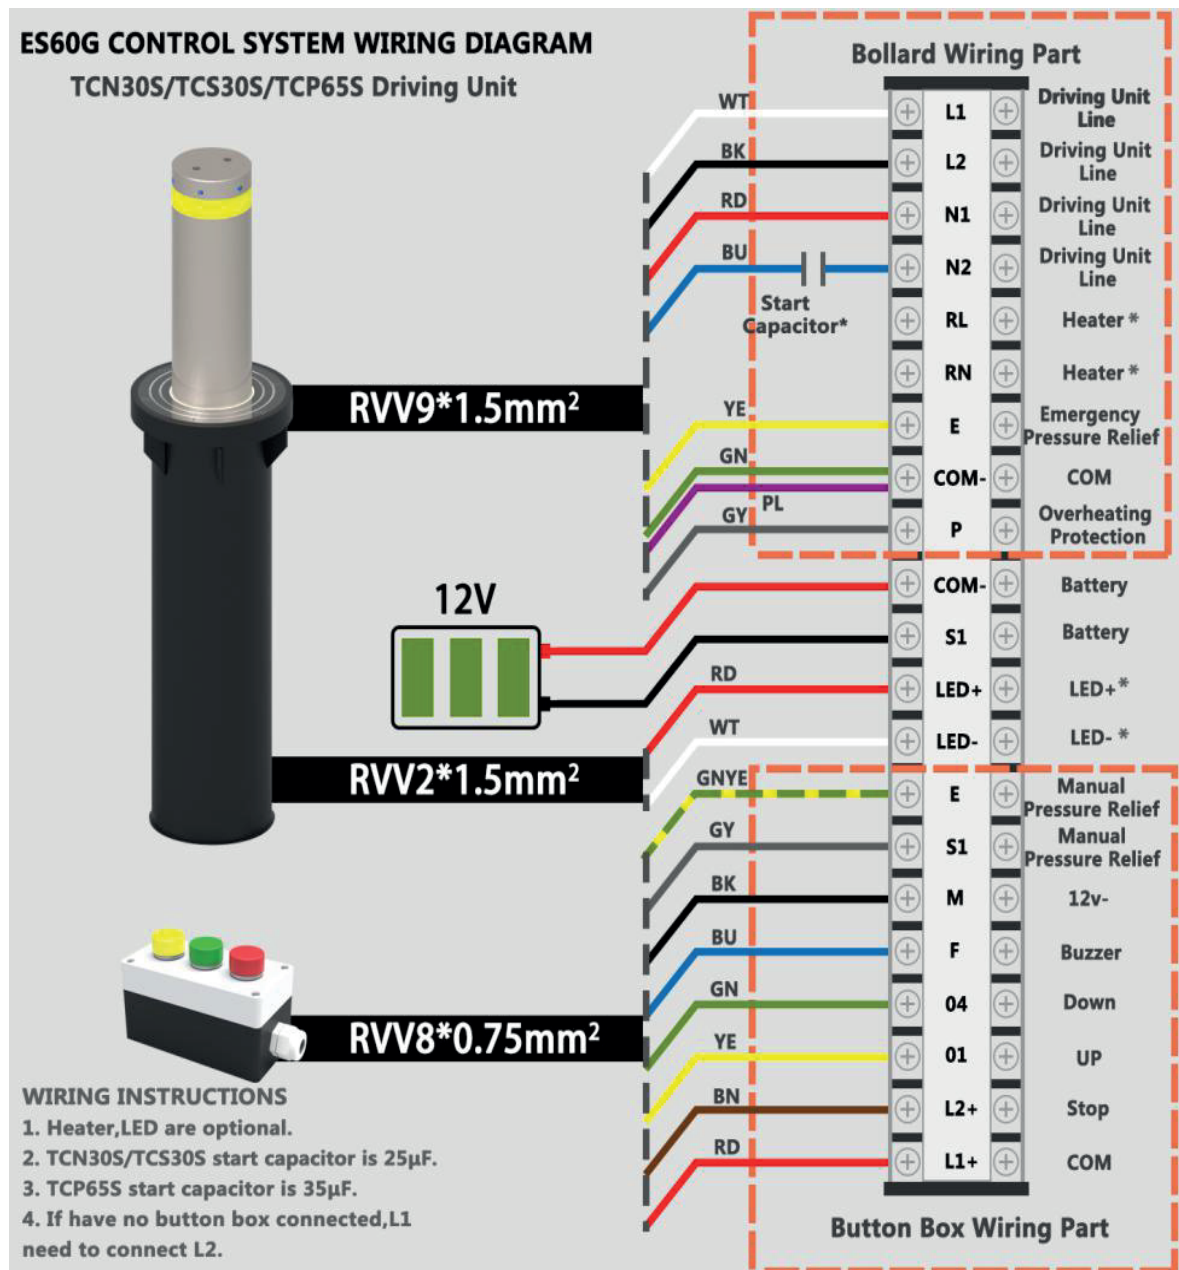 ES60G CONTROL SYSTEM WIRING DIAGRAM
TCN30S/TCS30S/TCP65S Driving Unit
Bollard Wiring Part
WT
L1
Driving Unit
Line
BK
L2
Driving Unit
Line
RD
N1
Driving Unit
Line
BU
N2
Driving Unit
Line
Start
Capacitor*
RL
Heater *
RN
Heater *
RVV9*1.5mm²
YE
E
Emergency
Pressure Relief
GN
COM-
COM
PL
GY
P
Overheating
Protection
12V
COM-
Battery
S1
Battery
RD
LED+
LED+*
WT
LED-
LED- *
RVV2*1.5mm²
GNYE
E
Manual
Pressure Relief
GY
S1
Manual
Pressure Relief
BK
M
12v-
BU
F
Buzzer
GN
04
Down
RVV8*0.75mm²
YE
01
UP
BN
L2+
Stop
RD
L1+
COM
Button Box Wiring Part
WIRING INSTRUCTIONS
1. Heater,LED are optional.
2. TCN30S/TCS30S start capacitor is 25μF.
3. TCP65S start capacitor is 35μF.
4. If have no button box connected,L1
need to connect L2.